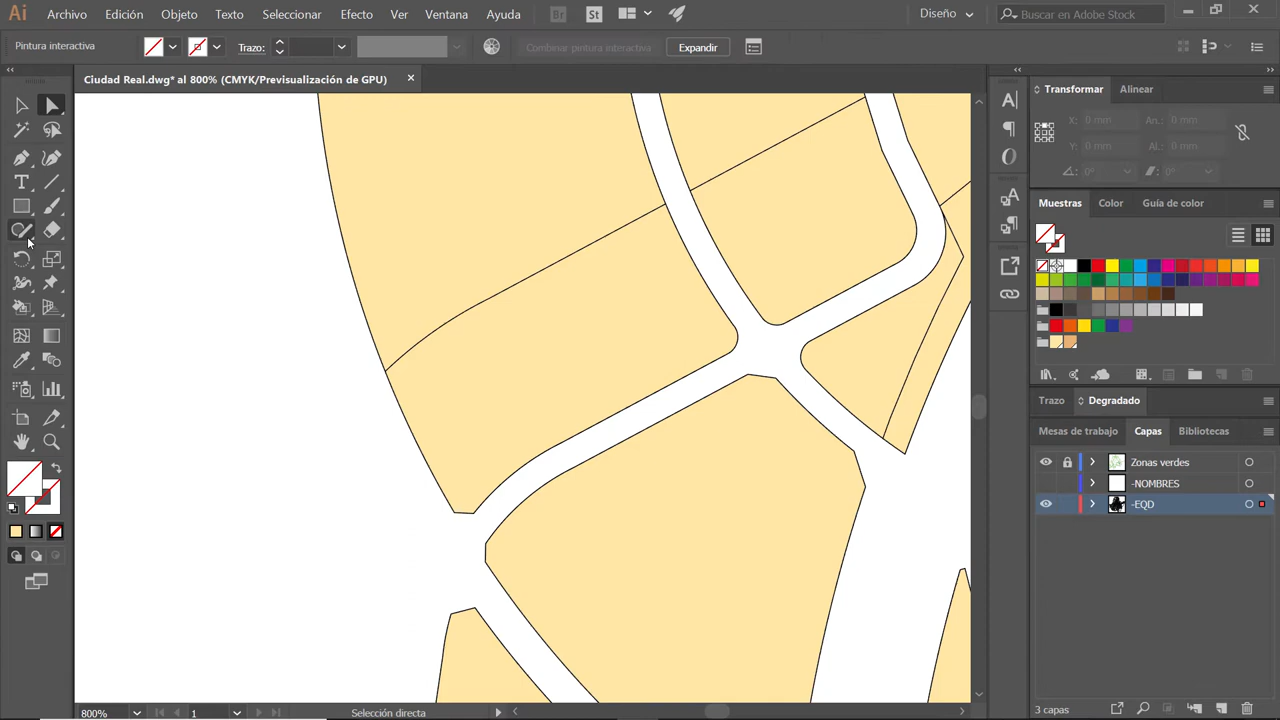 Ai Archivo Edición Objeto Texto Seleccionar Efecto Ver Ventana Ayuda Br St Diseño Buscar en Adobe Stock
Pintura interactiva Trazo: Combinar pintura interactiva Expandir
Ciudad Real.dwg* al 800% (CMYK/Previsualización de GPU) ×
Transformar Alinear
X: 0 mm An.: 0 mm
Y: 0 mm Al.: 0 mm
Muestras Color Guía de color
Trazo Degradado
Mesas de trabajo Capas Bibliotecas
Zonas verdes
-NOMBRES
-EQD
3 capas
800% 1 Selección directa